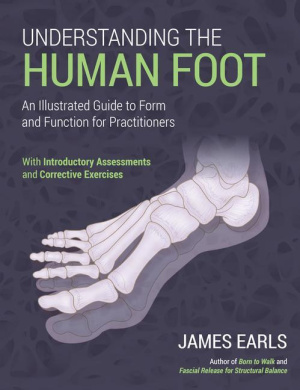 UNDERSTANDING THE
HUMAN FOOT
An Illustrated Guide to Form
and Function for Practitioners
With Introductory Assessments
and Corrective Exercises
JAMES EARLS
Author of Born to Walk and
Fascial Release for Structural Balance